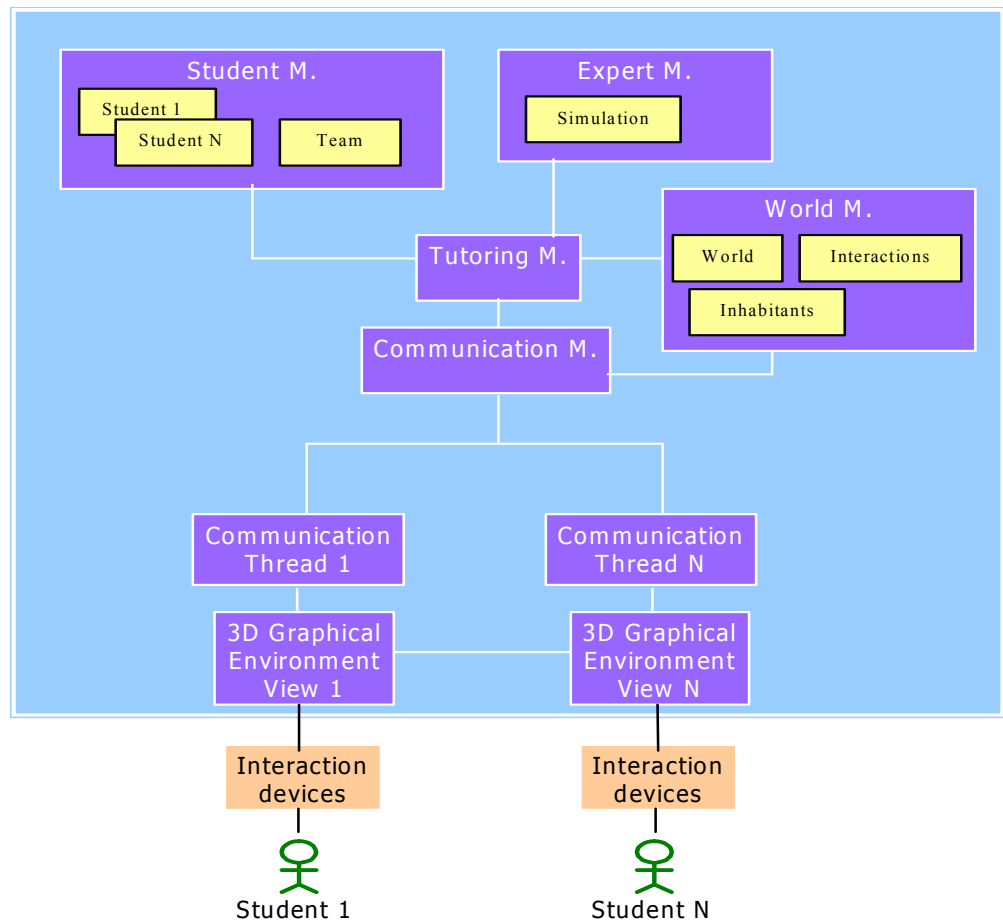 Student M.
Student 1
Student N
Team
Expert M.
Simulation
World M.
World
Interactions
Inhabitants
Tutoring M.
Communication M.
Communication
Thread 1
Communication
Thread N
3D Graphical
Environment
View 1
3D Graphical
Environment
View N
Interaction
devices
Interaction
devices
Student 1
Student N